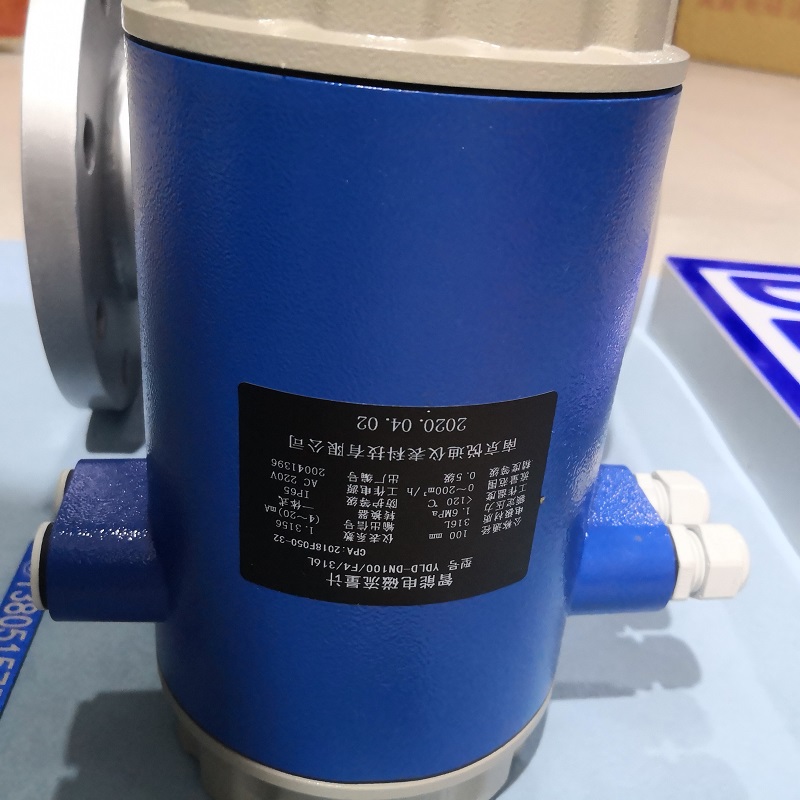 智能电磁流量计
型号 YDLD-DN100/F4/316L
CPA:2018F050-32
公称通径 100 mm 仪表系数 1.3156
电极材质 316L 输出信号 (4~20)mA
额定压力 1.6MPa 转换器 一体式
工作温度 <120 ℃ 防护等级 IP65
流量范围 0~200m³/h 工作电源 AC 220V
精度等级 0.5级 出厂编号 20041396
南京悦迪仪表科技有限公司
2020.04.02